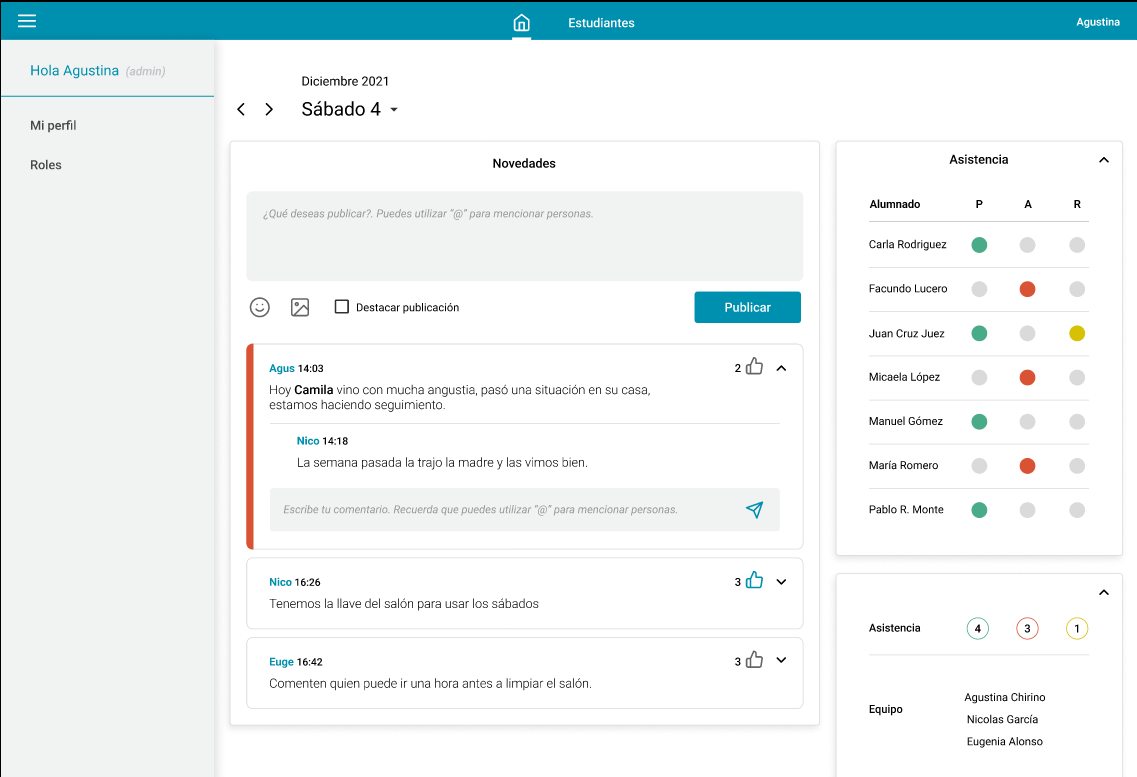 Estudiantes
Agustina
Hola Agustina (admin)
Mi perfil
Roles
Diciembre 2021
Sábado 4
Novedades
¿Qué deseas publicar?. Puedes utilizar “@” para mencionar personas.
Destacar publicación
Publicar
Agus 14:03
2
Hoy Camila vino con mucha angustia, pasó una situación en su casa,
estamos haciendo seguimiento.
Nico 14:18
La semana pasada la trajo la madre y las vimos bien.
Escribe tu comentario. Recuerda que puedes utilizar “@” para mencionar personas.
Nico 16:26
3
Tenemos la llave del salón para usar los sábados
Euge 16:42
3
Comenten quien puede ir una hora antes a limpiar el salón.
Asistencia
Alumnado P A R
Carla Rodriguez
Facundo Lucero
Juan Cruz Juez
Micaela López
Manuel Gómez
María Romero
Pablo R. Monte
Asistencia 4 3 1
Equipo
Agustina Chirino
Nicolas García
Eugenia Alonso